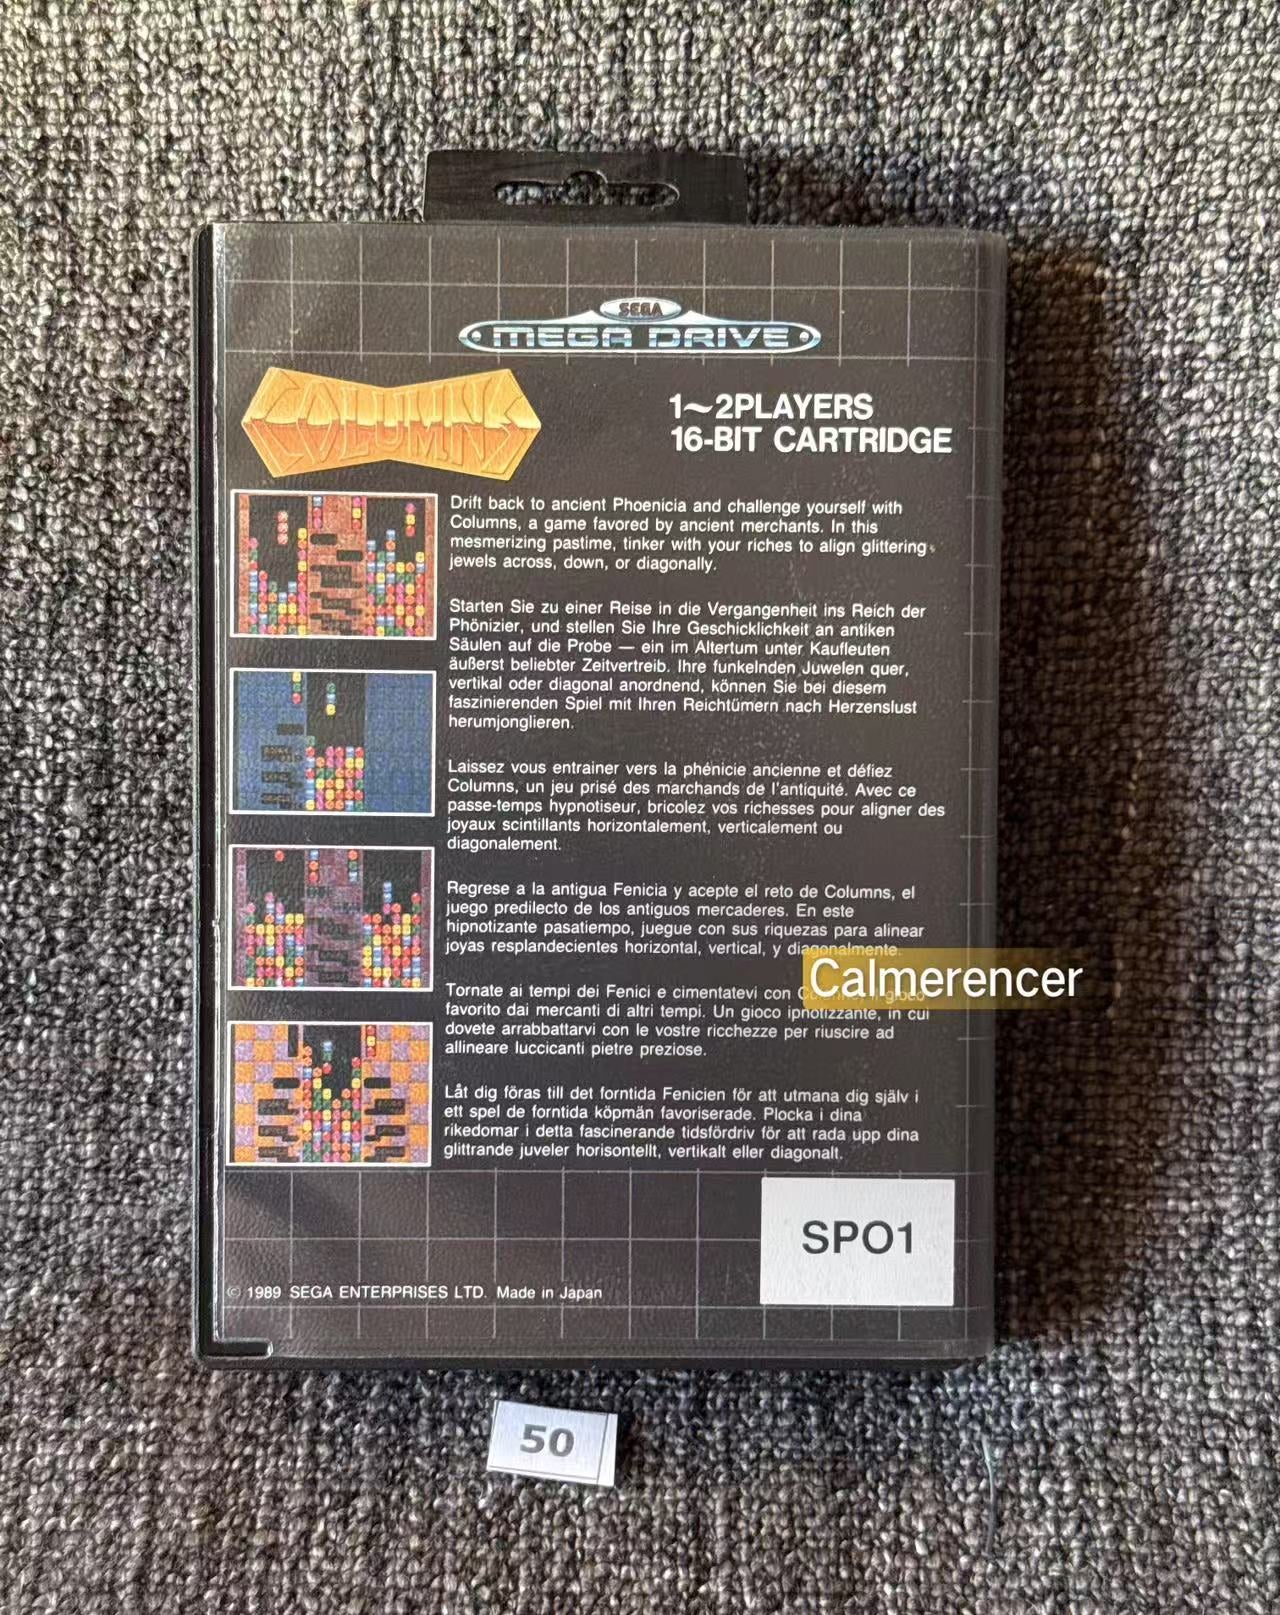 SEGA
MEGA DRIVE
COLUMNS
1~2PLAYERS
16-BIT CARTRIDGE
Drift back to ancient Phoenicia and challenge yourself with
Columns, a game favored by ancient merchants. In this
mesmerizing pastime, tinker with your riches to align glittering
jewels across, down, or diagonally.
Starten Sie zu einer Reise in die Vergangenheit ins Reich der
Phönizier, und stellen Sie Ihre Geschicklichkeit an antiken
Säulen auf die Probe — ein im Altertum unter Kaufleuten
äußerst beliebter Zeitvertreib. Ihre funkelnden Juwelen quer,
vertikal oder diagonal anordnend, können Sie bei diesem
faszinierenden Spiel mit Ihren Reichtümern nach Herzenslust
herumjonglieren.
Laissez vous entrainer vers la phénicie ancienne et défiez
Columns, un jeu prisé des marchands de l'antiquité. Avec ce
passe-temps hypnotiseur, bricolez vos richesses pour aligner des
joyaux scintillants horizontalement, verticalement ou
diagonalement.
Regrese a la antigua Fenicia y acepte el reto de Columns, el
juego predilecto de los antiguos mercaderes. En este
hipnotizante pasatiempo, juegue con sus riquezas para alinear
joyas resplandecientes horizontal, vertical, y diagonalmente.
Calmerencer
Tornate ai tempi dei Fenici e cimentatevi con gioco
favorito dai mercanti di altri tempi. Un gioco ipnotizzante, in cui
dovete arrabbattarvi con le vostre ricchezze per riuscire ad
allineare luccicanti pietre preziose.
Låt dig föras till det forntida Fenicien för att utmana dig själv i
ett spel de forntida köpmän favoriserade. Plocka i dina
rikedomar i detta fascinerande tidsfördriv för att rada upp dina
glittrande juveler horisontellt, vertikalt eller diagonalt.
SPO1
© 1989 SEGA ENTERPRISES LTD. Made in Japan
50